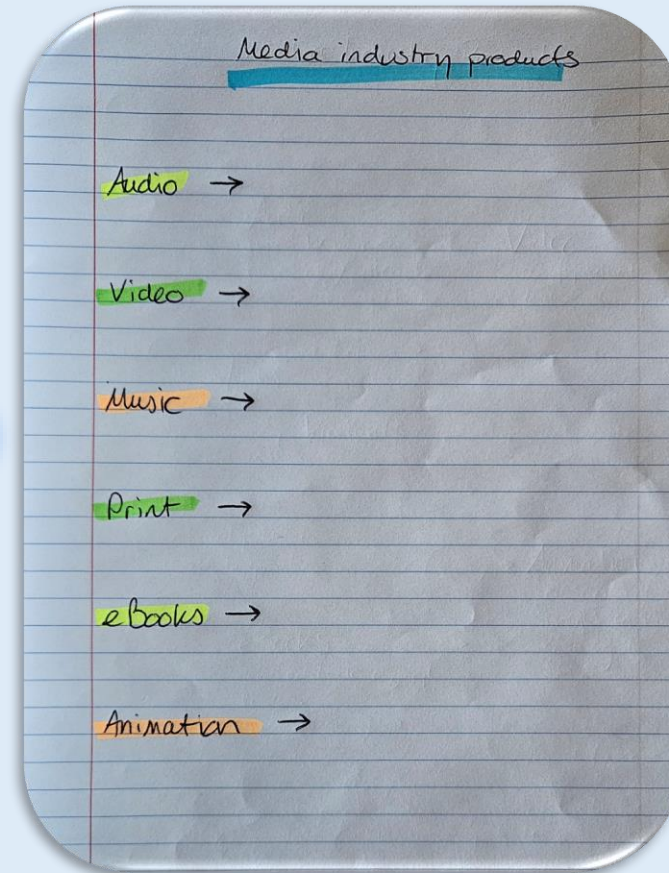 Media industry products
Audio →
Video →
Music →
Print →
eBooks →
Animation →